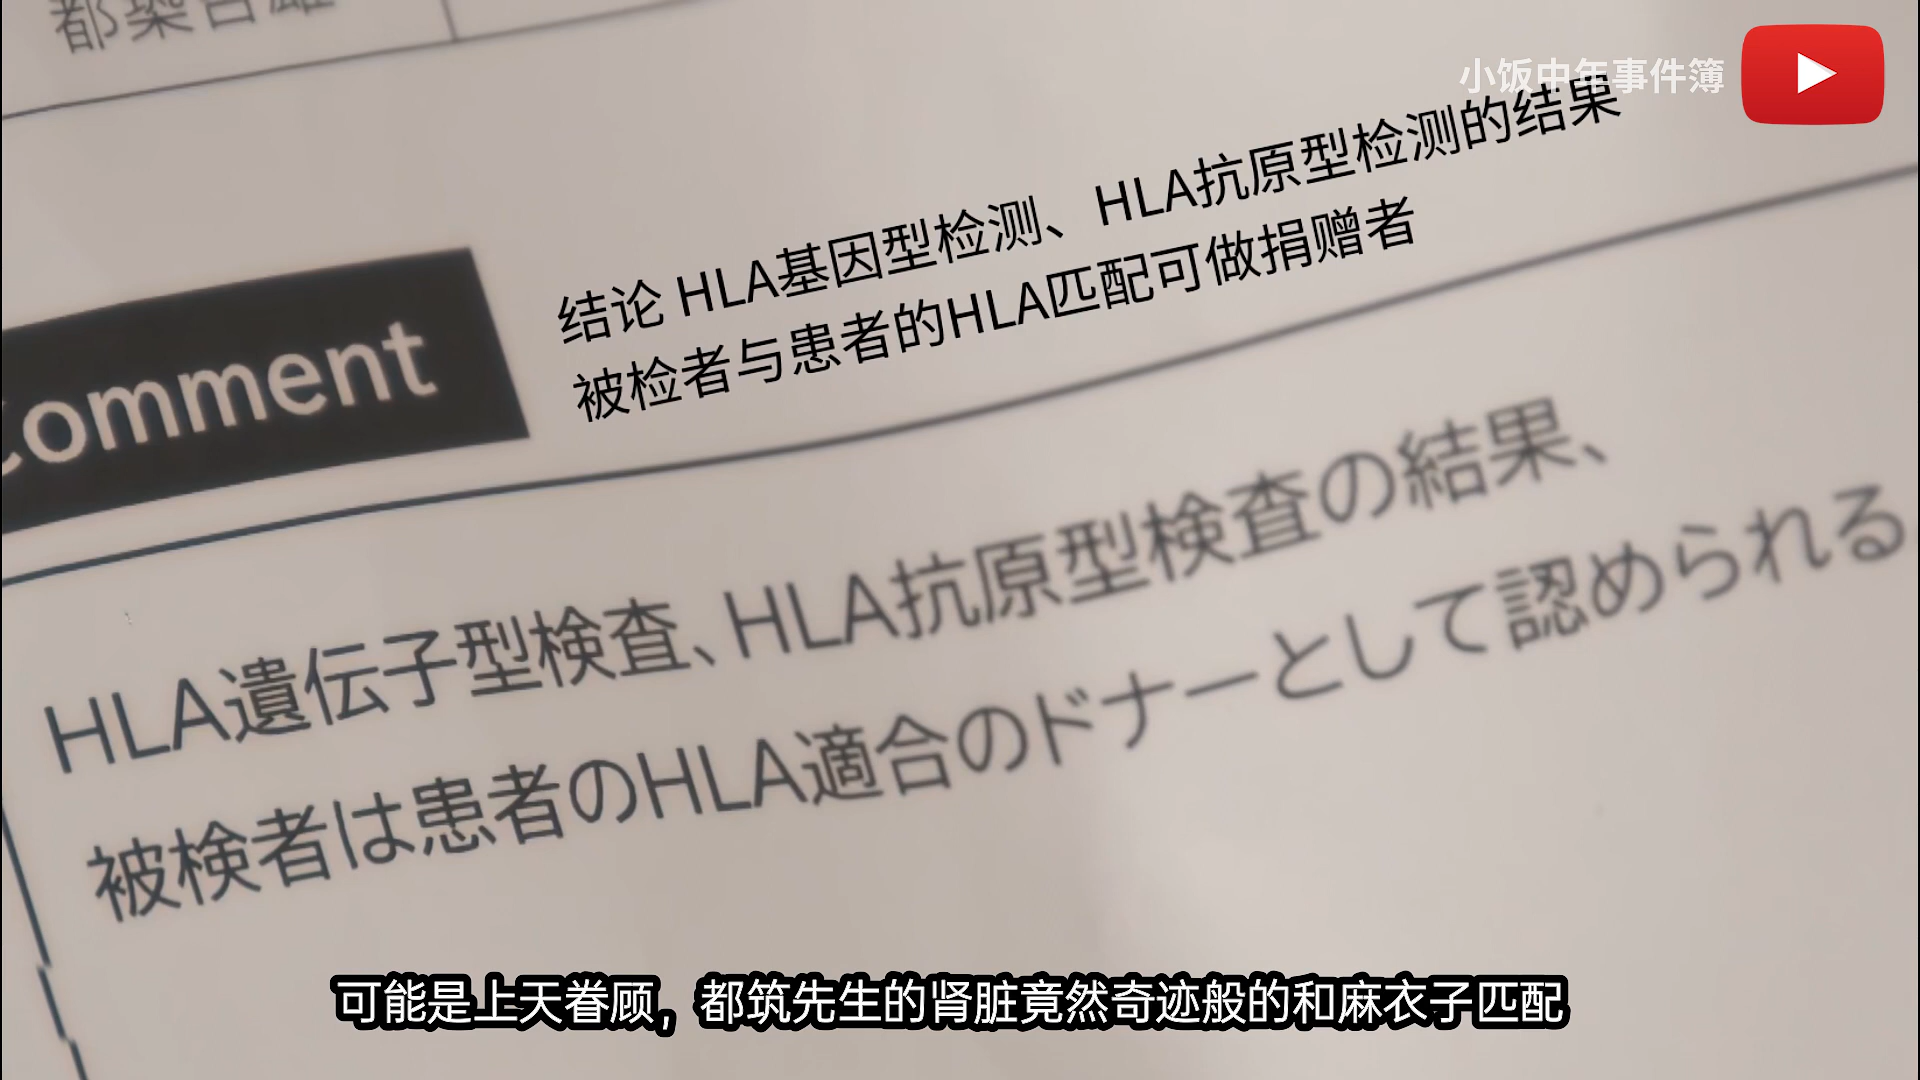 小饭中年事件簿
结论 HLA基因型检测、HLA抗原型检测的结果
被检者与患者的HLA匹配可做捐赠者
Comment
HLA遺伝子型検査、HLA抗原型検査の結果、
被検者は患者のHLA適合のドナーとして認められる
可能是上天眷顾，都筑先生的肾脏竟然奇迹般的和麻衣子匹配